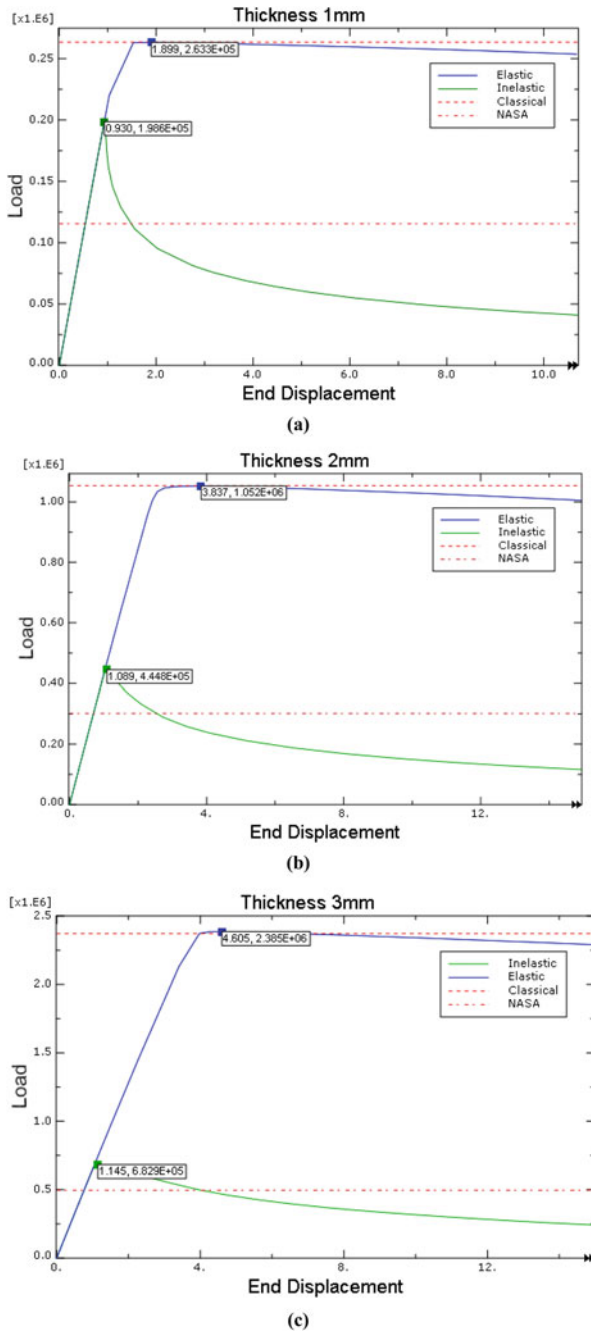 Thickness 1mm
[x1.E6]
0.25
0.20
0.15
0.10
0.05
0.00
Load
1.899, 2.633E+05
0.930, 1.986E+05
Elastic
Inelastic
Classical
NASA
0.0
2.0
4.0
6.0
8.0
10.0
End Displacement
(a)
Thickness 2mm
[x1.E6]
1.00
0.80
0.60
0.40
0.20
0.00
Load
3.837, 1.052E+06
1.089, 4.448E+05
Elastic
Inelastic
Classical
NASA
0.
4.
8.
12.
End Displacement
(b)
Thickness 3mm
[x1.E6]
2.5
2.0
1.5
1.0
0.5
0.0
Load
4.605, 2.385E+06
1.145, 6.829E+05
Inelastic
Elastic
Classical
NASA
0.
4.
8.
12.
End Displacement
(c)